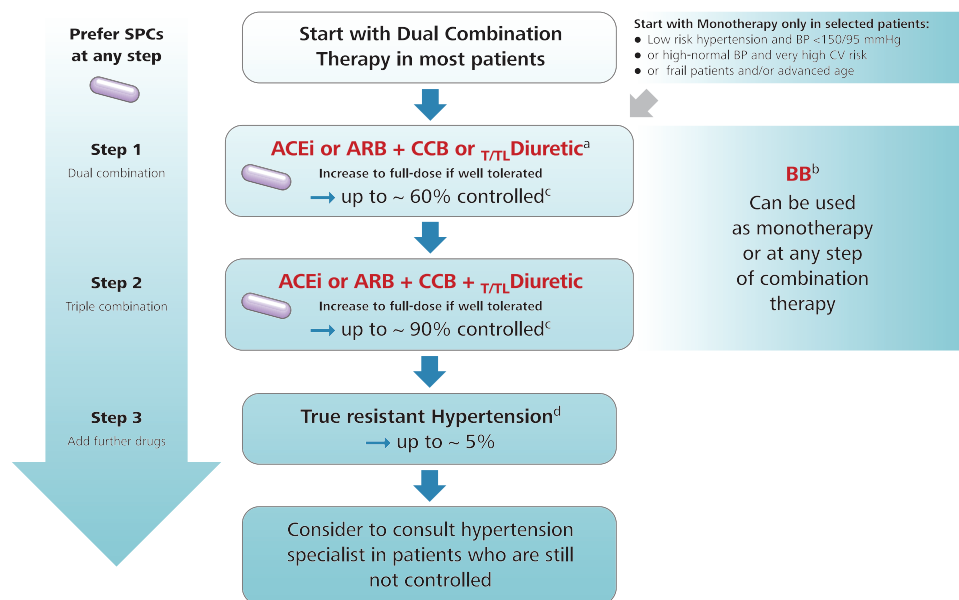 Prefer SPCs
at any step
Start with Dual Combination
Therapy in most patients
Start with Monotherapy only in selected patients:
● Low risk hypertension and BP <150/95 mmHg
● or high-normal BP and very high CV risk
● or frail patients and/or advanced age
Step 1
Dual combination
ACEi or ARB + CCB or T/TLDiuretica
Increase to full-dose if well tolerated
→ up to ~ 60% controlledc
BBb
Can be used
as monotherapy
or at any step
of combination
therapy
Step 2
Triple combination
ACEi or ARB + CCB + T/TLDiuretic
Increase to full-dose if well tolerated
→ up to ~ 90% controlledc
Step 3
Add further drugs
True resistant Hypertensiond
→ up to ~ 5%
Consider to consult hypertension
specialist in patients who are still
not controlled